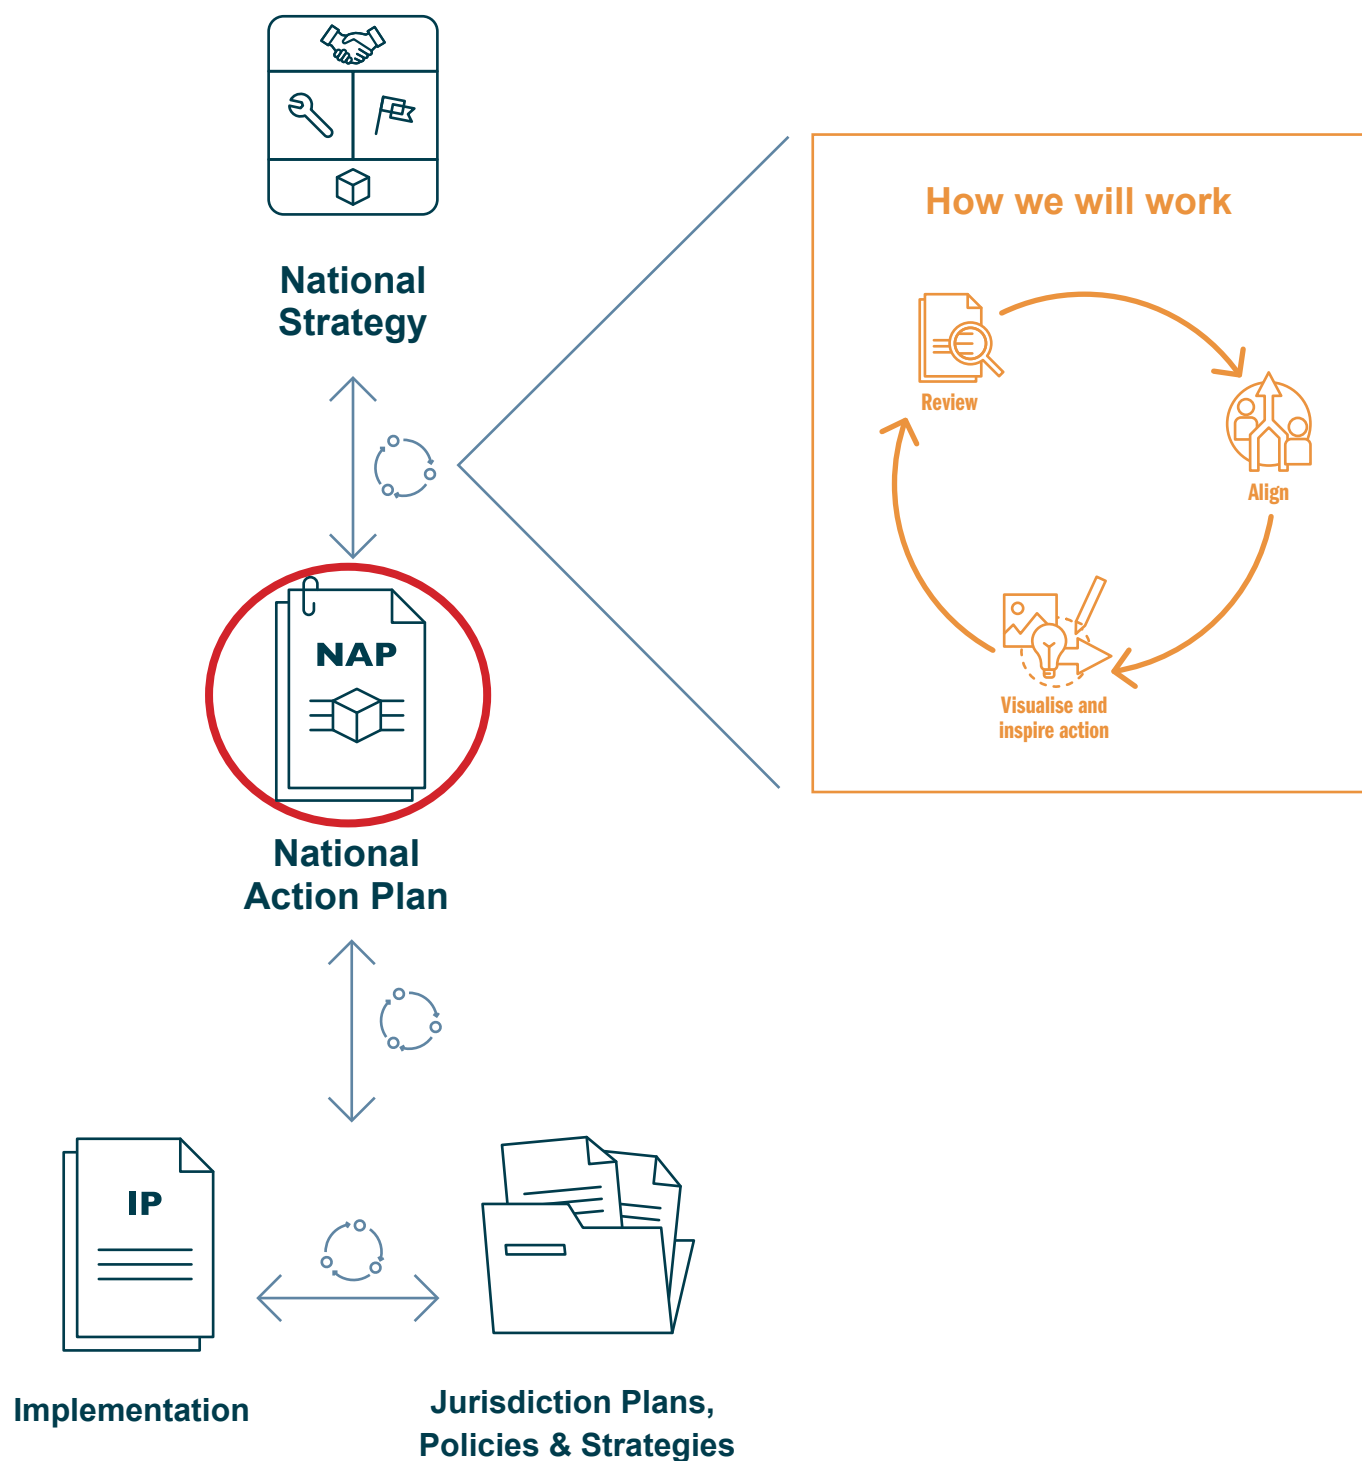 National
Strategy
How we will work
Review
Align
Visualise and
inspire action
NAP
National
Action Plan
IP
Implementation
Jurisdiction Plans,
Policies & Strategies